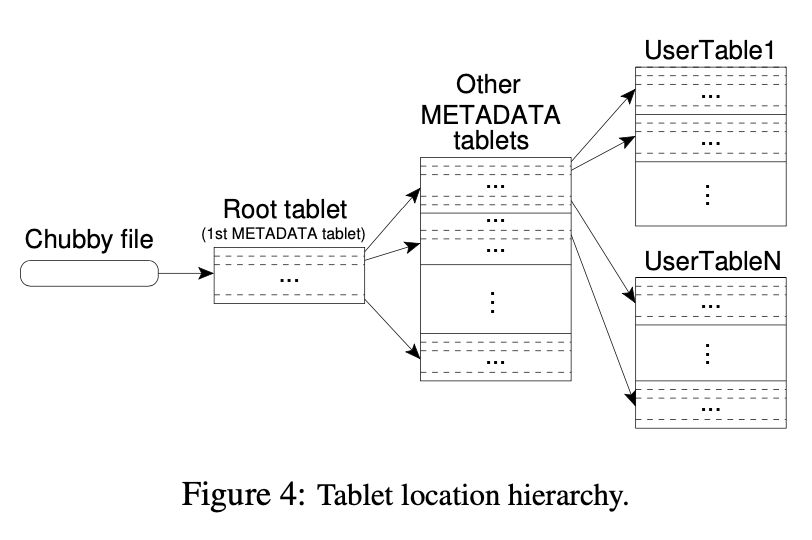 UserTable1
Other
METADATA
tablets
...
...
...
...
...
Root tablet
(1st METADATA tablet)
...
Chubby file
UserTableN
...
...
...
Figure 4: Tablet location hierarchy.